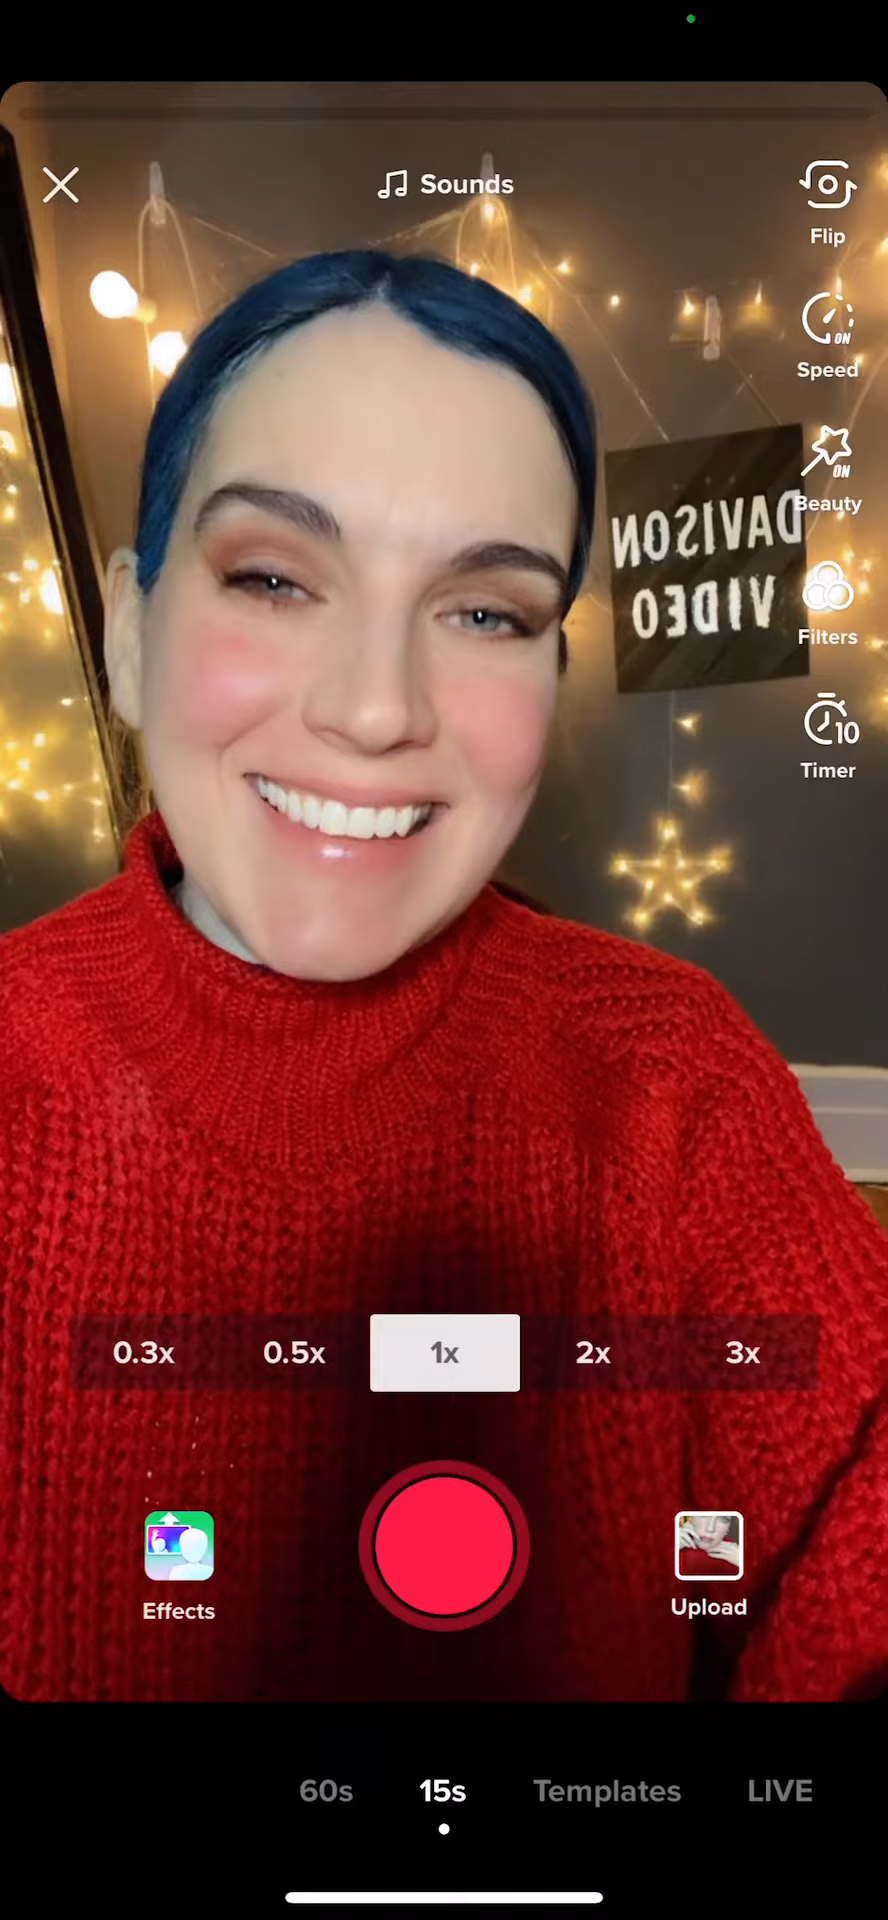 Sounds
Flip
ON
Speed
ON
Beauty
DAVISON
VIDEO
Filters
10
Timer
0.3x 0.5x 1x 2x 3x
Effects
Upload
60s 15s Templates LIVE